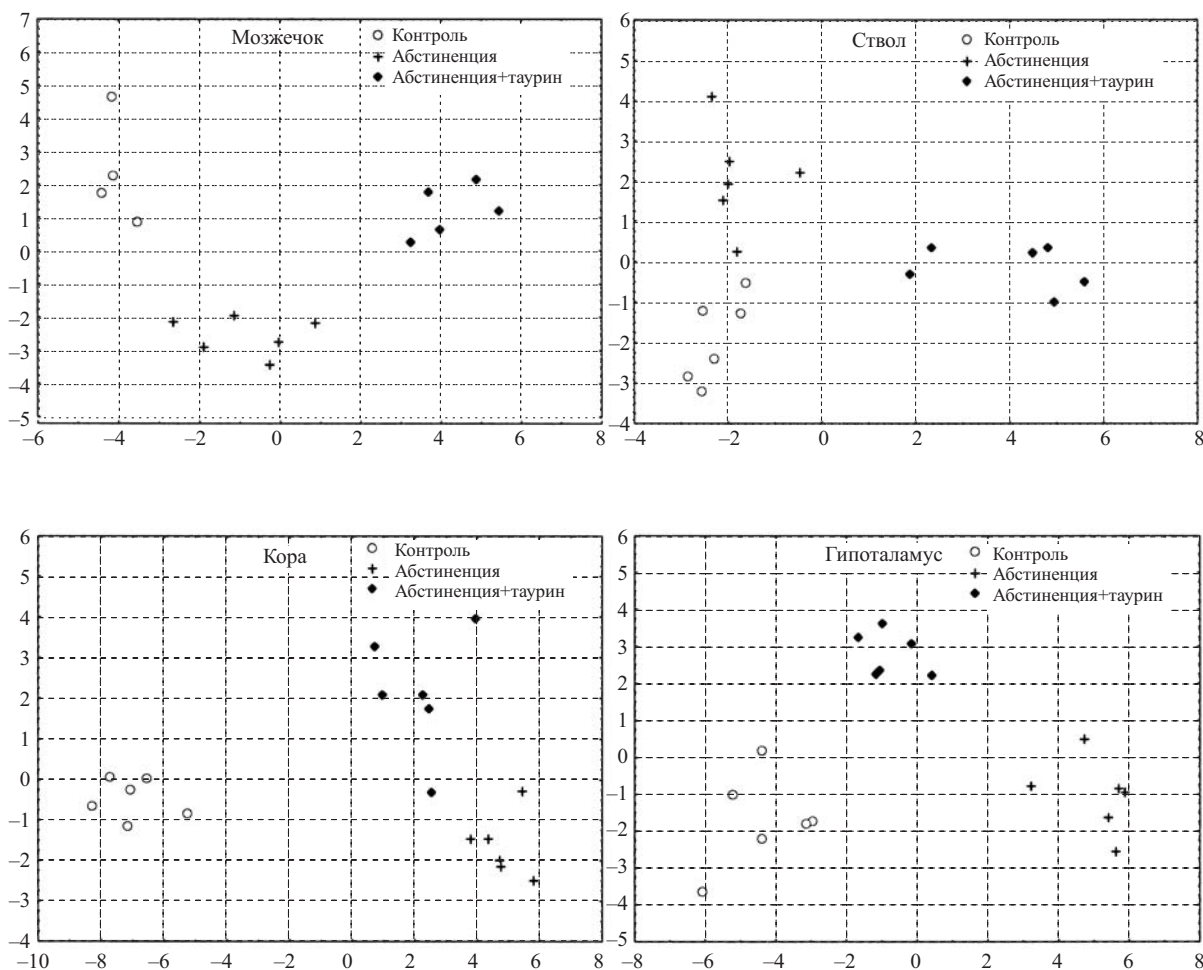 7
6
5
4
3
2
1
0
–1
–2
–3
–4
–5
–6 –4 –2 0 2 4 6 8
Мозжечок
Контроль
Абстиненция
Абстиненция+таурин
6
5
4
3
2
1
0
–1
–2
–3
–4
–4 –2 0 2 4 6 8
Ствол
Контроль
Абстиненция
Абстиненция+таурин
6
5
4
3
2
1
0
–1
–2
–3
–4
–10 –8 –6 –4 –2 0 2 4 6 8
Кора
Контроль
Абстиненция
Абстиненция+таурин
6
5
4
3
2
1
0
–1
–2
–3
–4
–5
–8 –6 –4 –2 0 2 4 6 8
Гипоталамус
Контроль
Абстиненция
Абстиненция+таурин